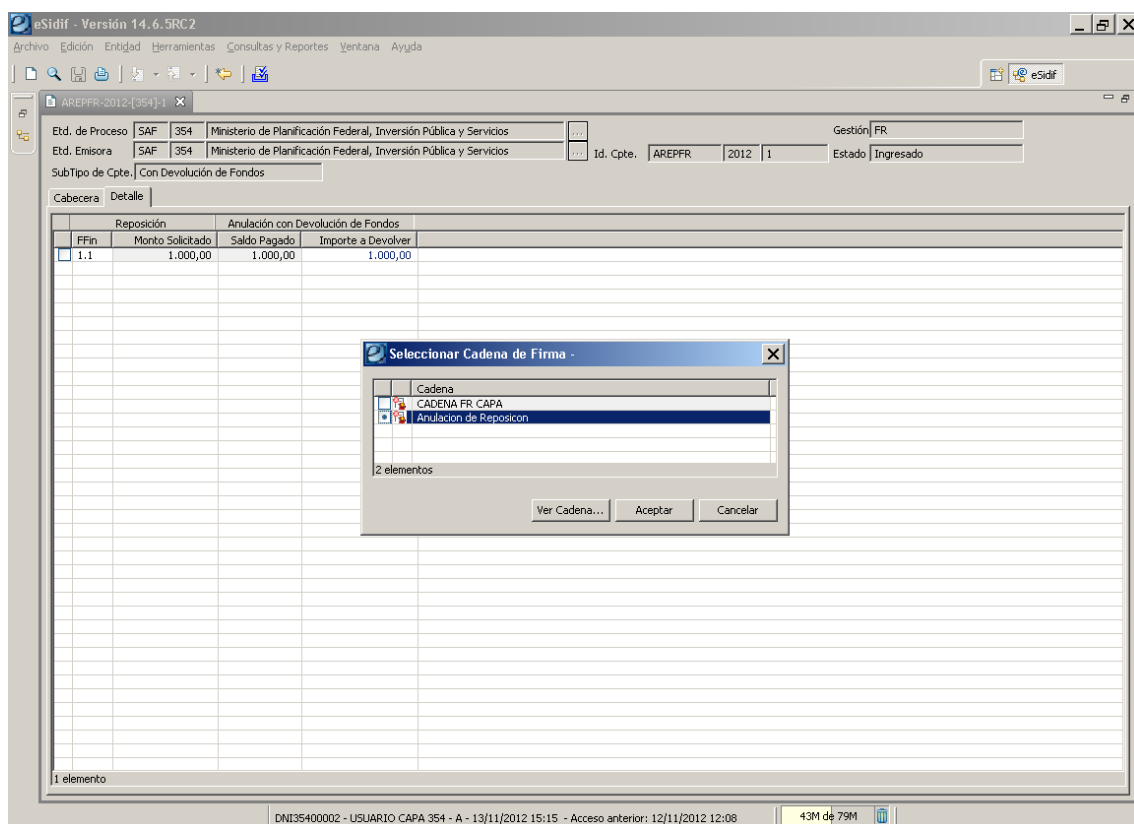 eSidif - Versión 14.6.5RC2
Archivo Edición Entidad Herramientas Consultas y Reportes Ventana Ayuda
eSidif
AREPFR-2012-[354]-1
Etd. de Proceso SAF 354 Ministerio de Planificación Federal, Inversión Pública y Servicios ... Gestión FR
Etd. Emisora SAF 354 Ministerio de Planificación Federal, Inversión Pública y Servicios ... Id. Cpte. AREPFR 2012 1 Estado Ingresado
SubTipo de Cpte. Con Devolución de Fondos
Cabecera Detalle
Reposición Anulación con Devolución de Fondos
FFin Monto Solicitado Saldo Pagado Importe a Devolver
1.1 1.000,00 1.000,00 1.000,00
Seleccionar Cadena de Firma -
Cadena
CADENA FR CAPA
Anulacion de Reposicon
2 elementos
Ver Cadena... Aceptar Cancelar
1 elemento
DNI35400002 - USUARIO CAPA 354 - A - 13/11/2012 15:15 - Acceso anterior: 12/11/2012 12:08 43M de 79M